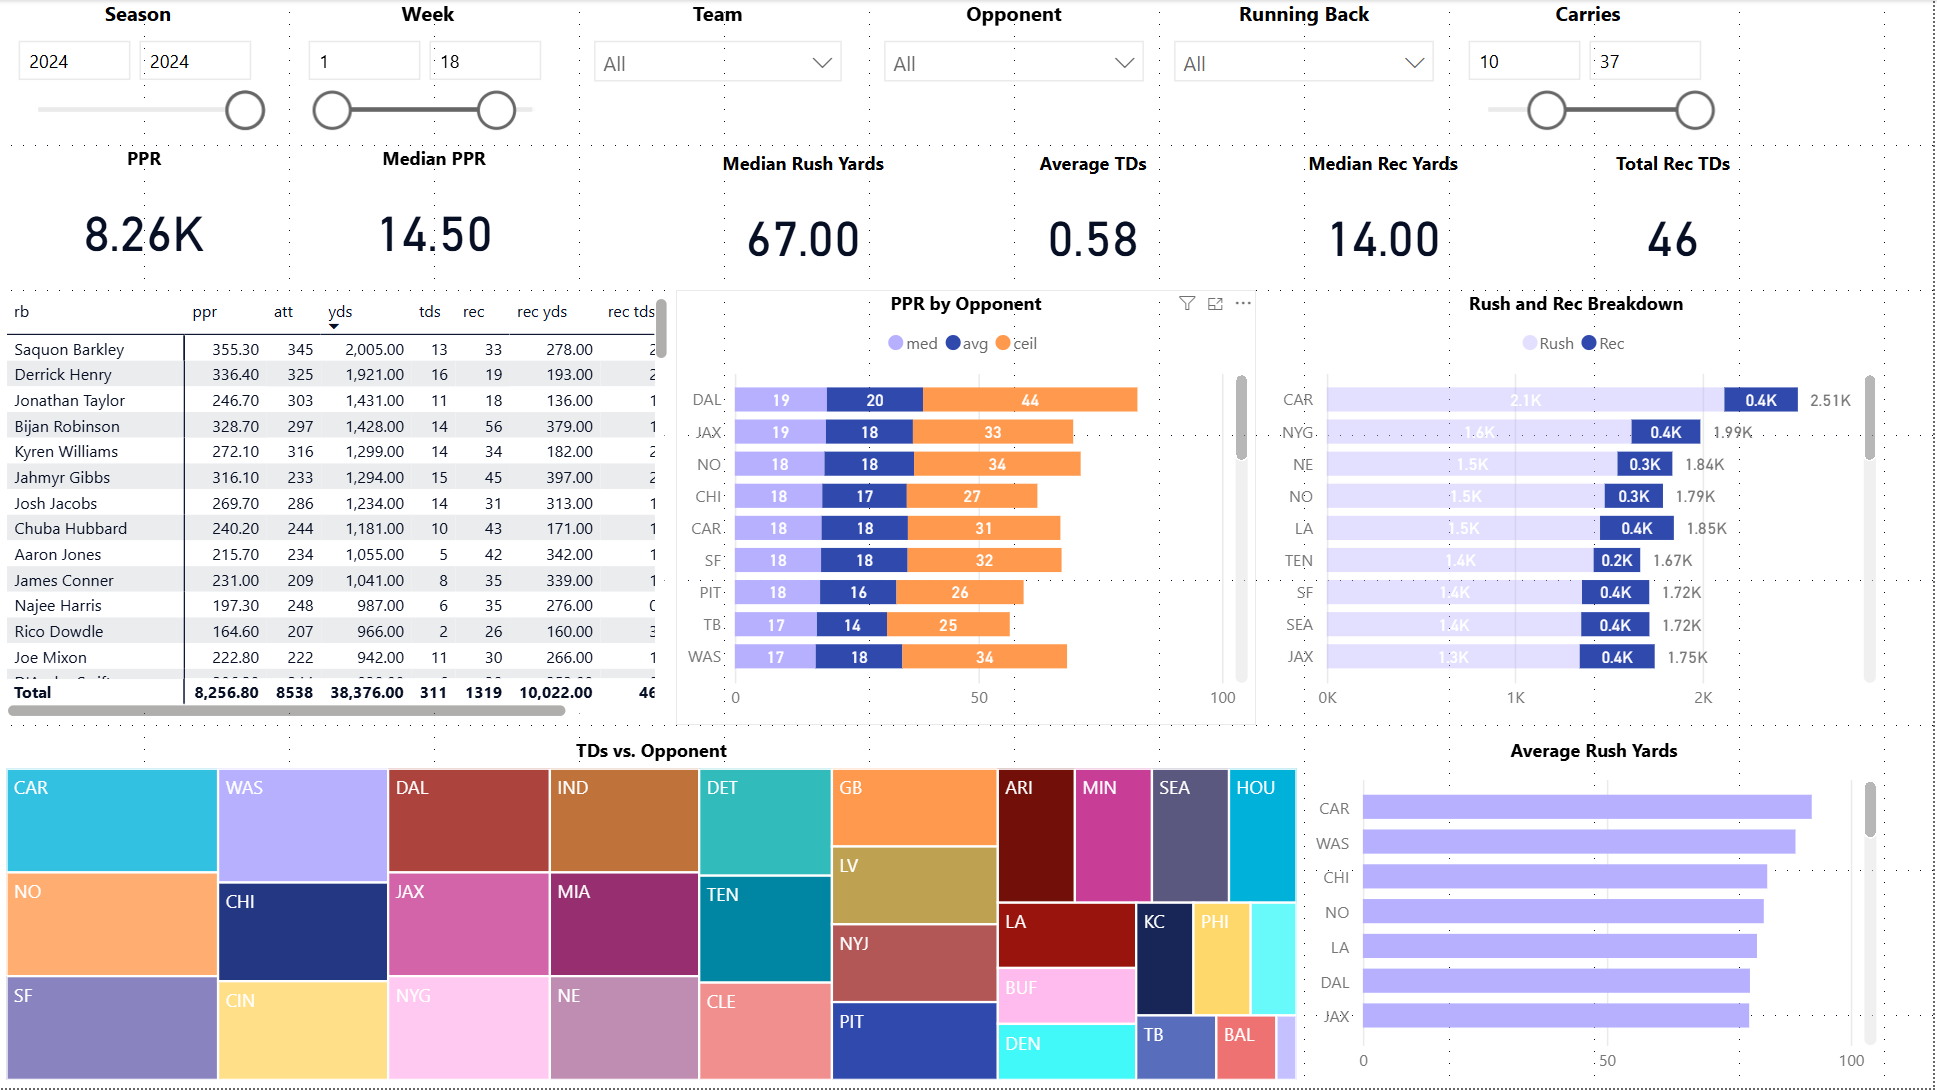 Season
Week
Team
Opponent
Running Back
Carries
2024 2024
1 18
All
All
All
10 37
PPR
Median PPR
Median Rush Yards
Average TDs
Median Rec Yards
Total Rec TDs
8.26K
14.50
67.00
0.58
14.00
46
rb ppr att yds tds rec rec yds rec tds
Saquon Barkley 355.30 345 2,005.00 13 33 278.00 2
Derrick Henry 336.40 325 1,921.00 16 19 193.00 2
Jonathan Taylor 246.70 303 1,431.00 11 18 136.00 1
Bijan Robinson 328.70 297 1,428.00 14 56 379.00 1
Kyren Williams 272.10 316 1,299.00 14 34 182.00 2
Jahmyr Gibbs 316.10 233 1,294.00 15 45 397.00 2
Josh Jacobs 269.70 286 1,234.00 14 31 313.00 1
Chuba Hubbard 240.20 244 1,181.00 10 43 171.00 1
Aaron Jones 215.70 234 1,055.00 5 42 342.00 1
James Conner 231.00 209 1,041.00 8 35 339.00 1
Najee Harris 197.30 248 987.00 6 35 276.00 0
Rico Dowdle 164.60 207 966.00 2 26 160.00 3
Joe Mixon 222.80 222 942.00 11 30 266.00 1
Total 8,256.80 8538 38,376.00 311 1319 10,022.00 46
PPR by Opponent
med avg ceil
DAL 19 20 44
JAX 19 18 33
NO 18 18 34
CHI 18 17 27
CAR 18 18 31
SF 18 18 32
PIT 18 16 26
TB 17 14 25
WAS 17 18 34
0 50 100
Rush and Rec Breakdown
Rush Rec
CAR 2.1K 0.4K 2.51K
NYG 1.6K 0.4K 1.99K
NE 1.5K 0.3K 1.84K
NO 1.5K 0.3K 1.79K
LA 1.5K 0.4K 1.85K
TEN 1.4K 0.2K 1.67K
SF 1.4K 0.4K 1.72K
SEA 1.4K 0.4K 1.72K
JAX 1.3K 0.4K 1.75K
0K 1K 2K
TDs vs. Opponent
CAR
NO
SF
WAS
CHI
CIN
DAL
JAX
NYG
IND
MIA
NE
DET
TEN
CLE
GB
LV
NYJ
PIT
ARI
MIN
SEA
HOU
LA
BUF
DEN
KC
PHI
TB
BAL
Average Rush Yards
CAR
WAS
CHI
NO
LA
DAL
JAX
0 50 100